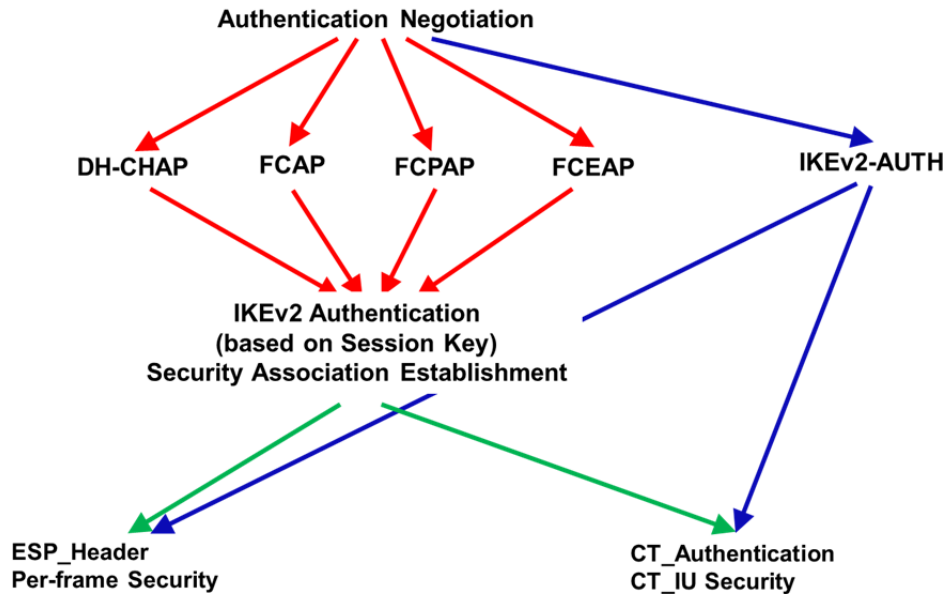 Authentication Negotiation
DH-CHAP
FCAP
FCPAP
FCEAP
IKEv2-AUTH
IKEv2 Authentication
(based on Session Key)
Security Association Establishment
ESP_Header
Per-frame Security
CT_Authentication
CT_IU Security